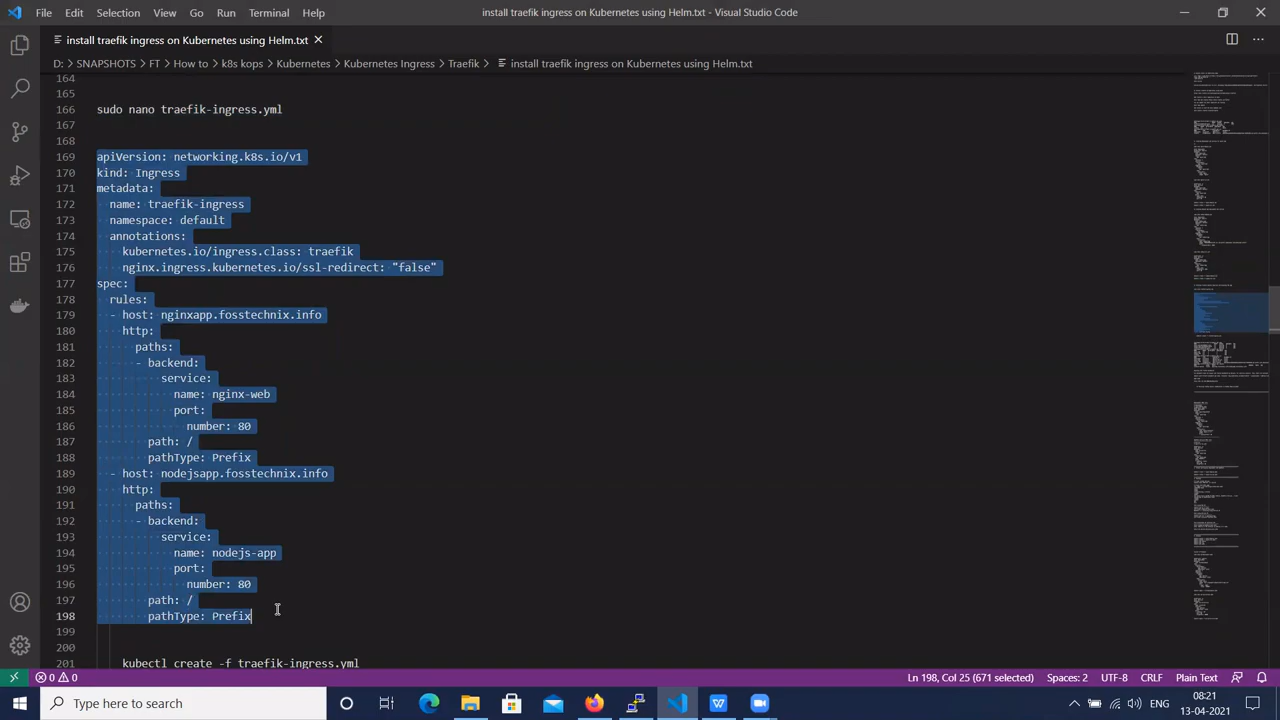 File Edit Selection View Go Run Terminal Help
install traefik ingress on Kubernetes using Helm.txt - Visual Studio Code
install traefik ingress on Kubernetes using Helm.txt
D: > SNAPSHOTS > FT > How to > k8s kops > Kubernetes > Kubernetes Ingress > Traefik > install traefik ingress on Kubernetes using Helm.txt
164
165
166 sudo nano traefik-ingress.yml
167
168
169 apiVersion: networking.k8s.io/v1
170 kind: Ingress
171 metadata:
172 name: traefik-ingress
173 namespace: default
174 annotations:
175 kubernetes.io/ingress.class: traefik
176 nginx.ingress.kubernetes.io/ssl-redirect: "false"
177 spec:
178 rules:
179 - host: nginxapp.fosstechnix.info
180 http:
181 paths:
182 - backend:
183 service:
184 name: nginx-app
185 port:
186 number: 80
187 path: /
188 pathType: Prefix
189 - host: nodejsapp.fosstechnix.info
190 http:
191 paths:
192 - backend:
193 service:
194 name: nodejs-app
195 port:
196 number: 80
197 path: /
198 pathType: Prefix
199
200
201 kubectl create -f traefik-ingress.yml
0 0
Ln 198, Col 25 (671 selected) Spaces: 2 UTF-8 CRLF Plain Text
Type here to search
ENG
08:21
13-04-2021